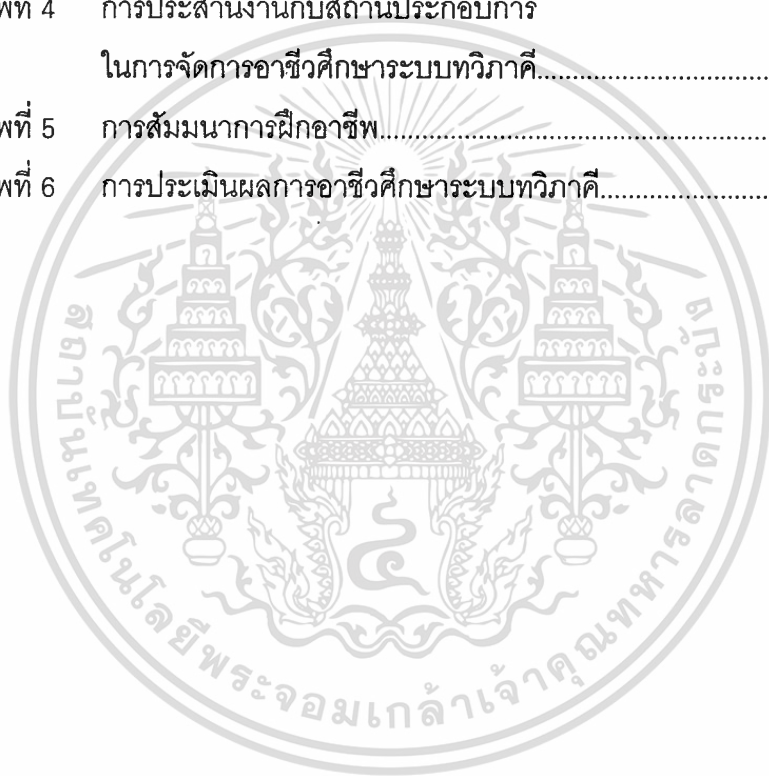 พที่ 4 การประสานงานกับสถานประกอบการ
ในการจัดการอาชีวศึกษาระบบทวิภาคี................................
พที่ 5 การสัมมนาการฝึกอาชีพ................................................
พที่ 6 การประเมินผลการอาชีวศึกษาระบบทวิภาคี.......................
สถาบันเทคโนโลยีพระจอมเกล้าเจ้าคุณทหารลาดกระบัง